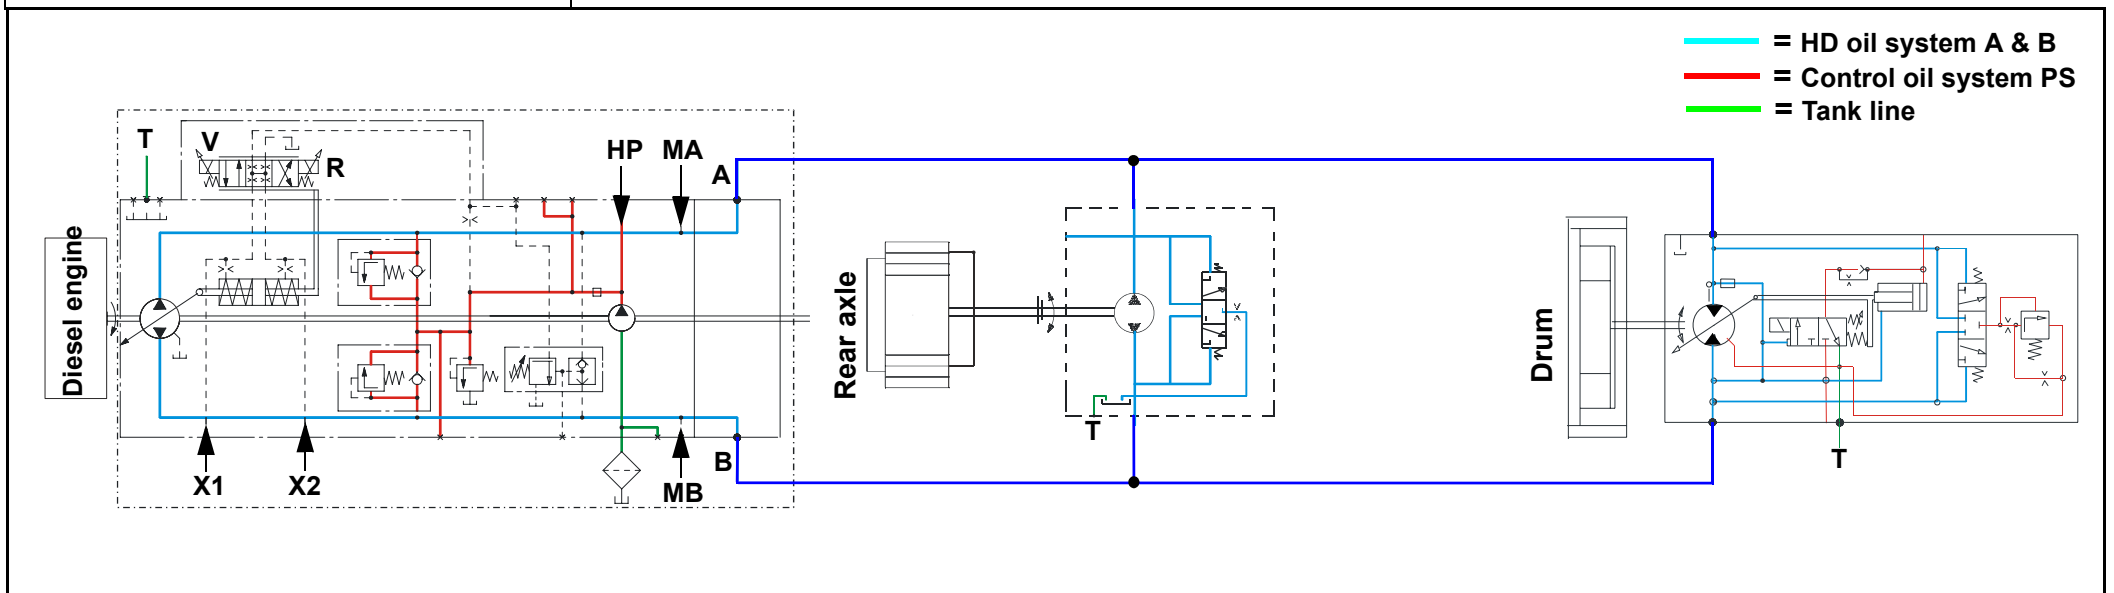 = HD oil system A & B
= Control oil system PS
= Tank line
T
V
R
HP
MA
A
Diesel engine
Rear axle
Drum
T
B
T
X1
X2
MB